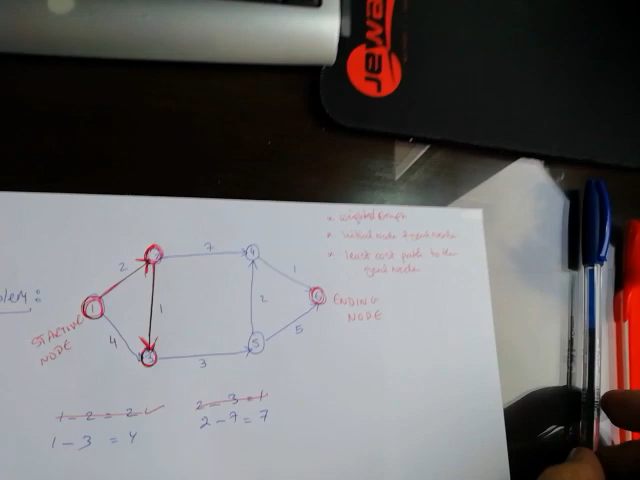 JEWA
* weighted Graph
* initial Node & goal node
* least cost path to the
goal node
2
7
4
1
1
6
1
2
ENDING
NODE
STARTING
NODE
4
3
3
5
5
1 - 2 = 2 ✓
2 - 3 = 1
1 - 3 = 4
2 - 4 = 7